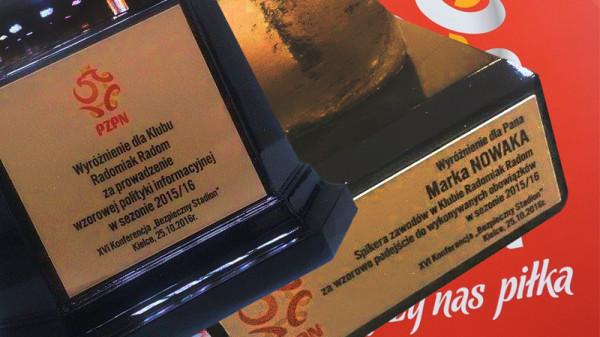 PZPN
Wyróżnienie dla Klubu
Radomiak Radom
za prowadzenie
wzorowej polityki informacyjnej
w sezonie 2015/16
XVI Konferencja „Bezpieczny Stadion"
Kielce, 25.10.2016r.
Wyróżnienie dla Pana
Marka NOWAKA
Spikera zawodów w Klubie Radomiak Radom
za wzorowe podejście do wykonywanych obowiązków
w sezonie 2015/16
XVI Konferencja „Bezpieczny Stadion"
Kielce, 25.10.2016r.
nas piłka